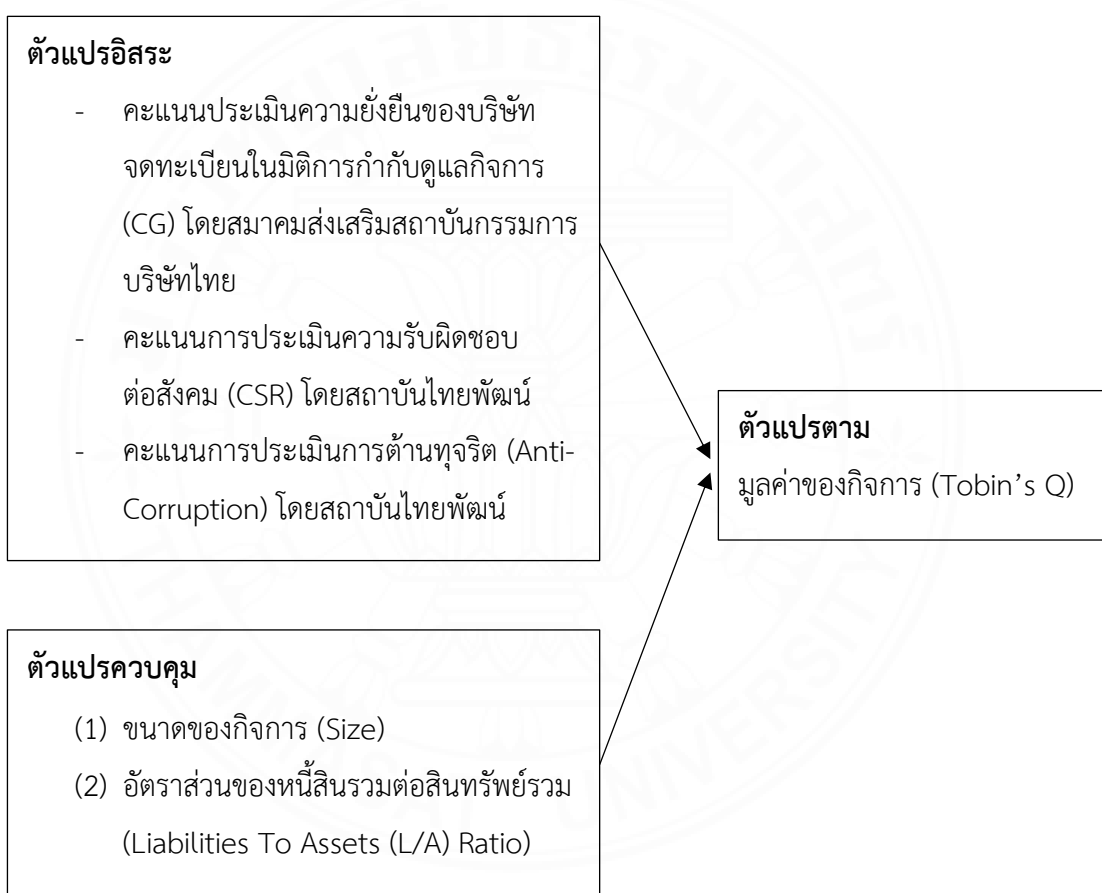 ตัวแปรอิสระ
- คะแนนประเมินความยั่งยืนของบริษัท
จดทะเบียนในมิติการกำกับดูแลกิจการ
(CG) โดยสมาคมส่งเสริมสถาบันกรรมการ
บริษัทไทย
- คะแนนการประเมินความรับผิดชอบ
ต่อสังคม (CSR) โดยสถาบันไทยพัฒน์
- คะแนนการประเมินการต้านทุจริต (Anti-
Corruption) โดยสถาบันไทยพัฒน์
ตัวแปรตาม
มูลค่าของกิจการ (Tobin’s Q)
ตัวแปรควบคุม
(1) ขนาดของกิจการ (Size)
(2) อัตราส่วนของหนี้สินรวมต่อสินทรัพย์รวม
(Liabilities To Assets (L/A) Ratio)